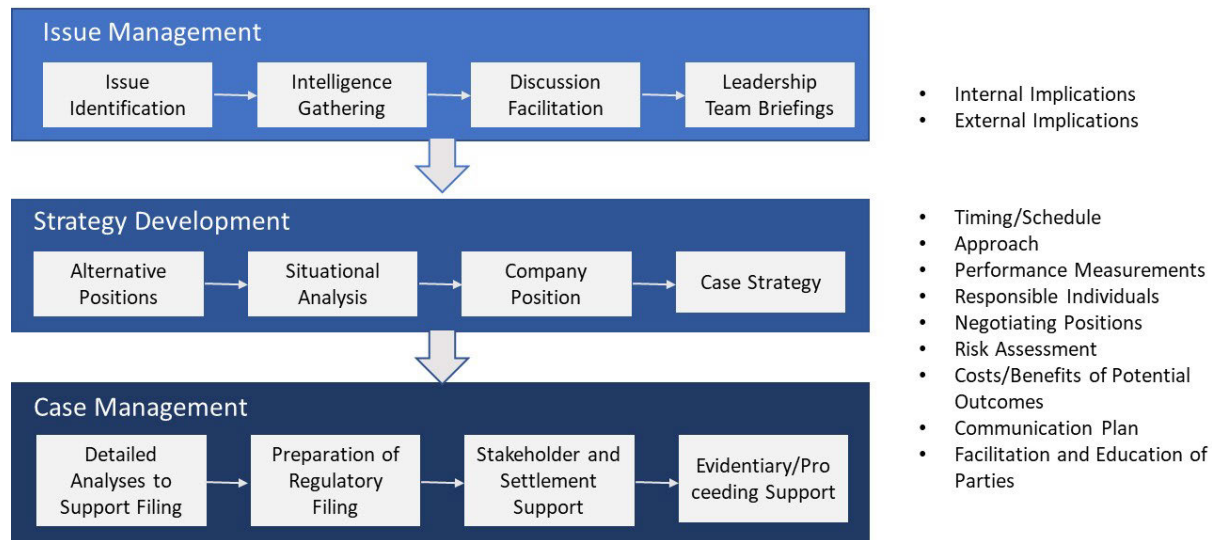 Issue Management
Issue
Identification
Intelligence
Gathering
Discussion
Facilitation
Leadership
Team Briefings
• Internal Implications
• External Implications
Strategy Development
Alternative
Positions
Situational
Analysis
Company
Position
Case Strategy
• Timing/Schedule
• Approach
• Performance Measurements
• Responsible Individuals
• Negotiating Positions
• Risk Assessment
• Costs/Benefits of Potential
Outcomes
• Communication Plan
• Facilitation and Education of
Parties
Case Management
Detailed
Analyses to
Support Filing
Preparation of
Regulatory
Filing
Stakeholder and
Settlement
Support
Evidentiary/Pro
ceeding Support